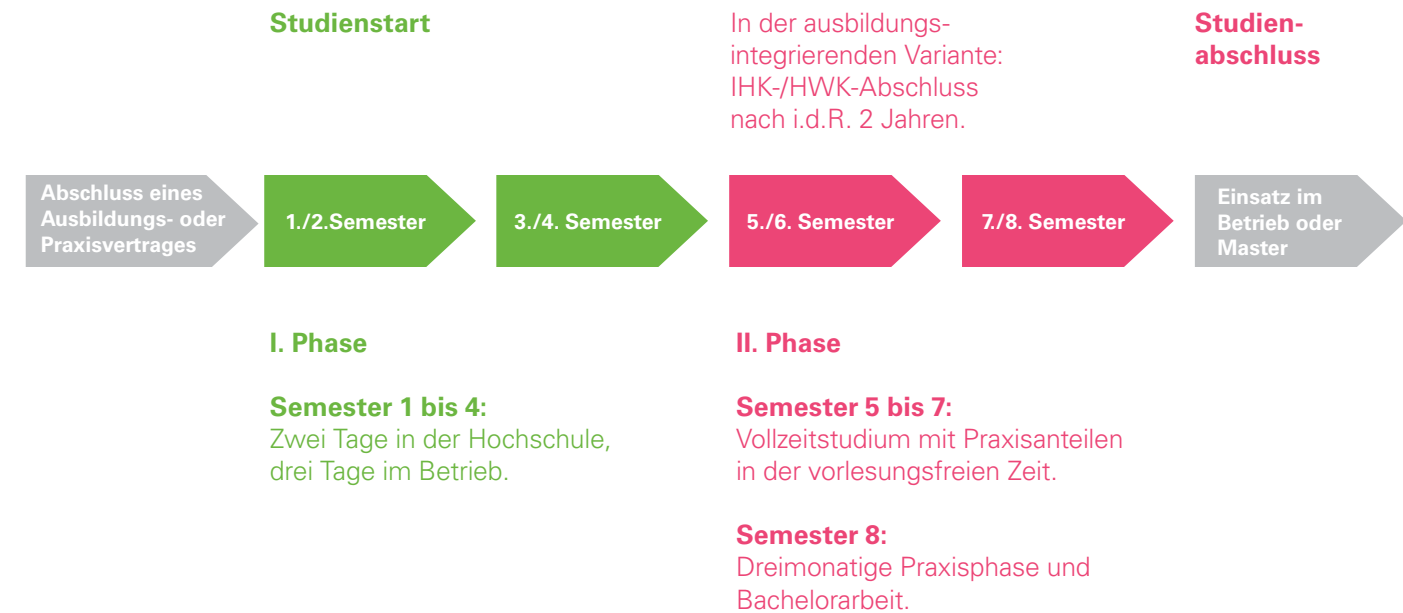 Studienstart
In der ausbildungs-
integrierenden Variante:
IHK-/HWK-Abschluss
nach i.d.R. 2 Jahren.
Studien-
abschluss
Abschluss eines
Ausbildungs- oder
Praxisvertrages
1./2.Semester
3./4. Semester
5./6. Semester
7./8. Semester
Einsatz im
Betrieb oder
Master
I. Phase
Semester 1 bis 4:
Zwei Tage in der Hochschule,
drei Tage im Betrieb.
II. Phase
Semester 5 bis 7:
Vollzeitstudium mit Praxisanteilen
in der vorlesungsfreien Zeit.
Semester 8:
Dreimonatige Praxisphase und
Bachelorarbeit.